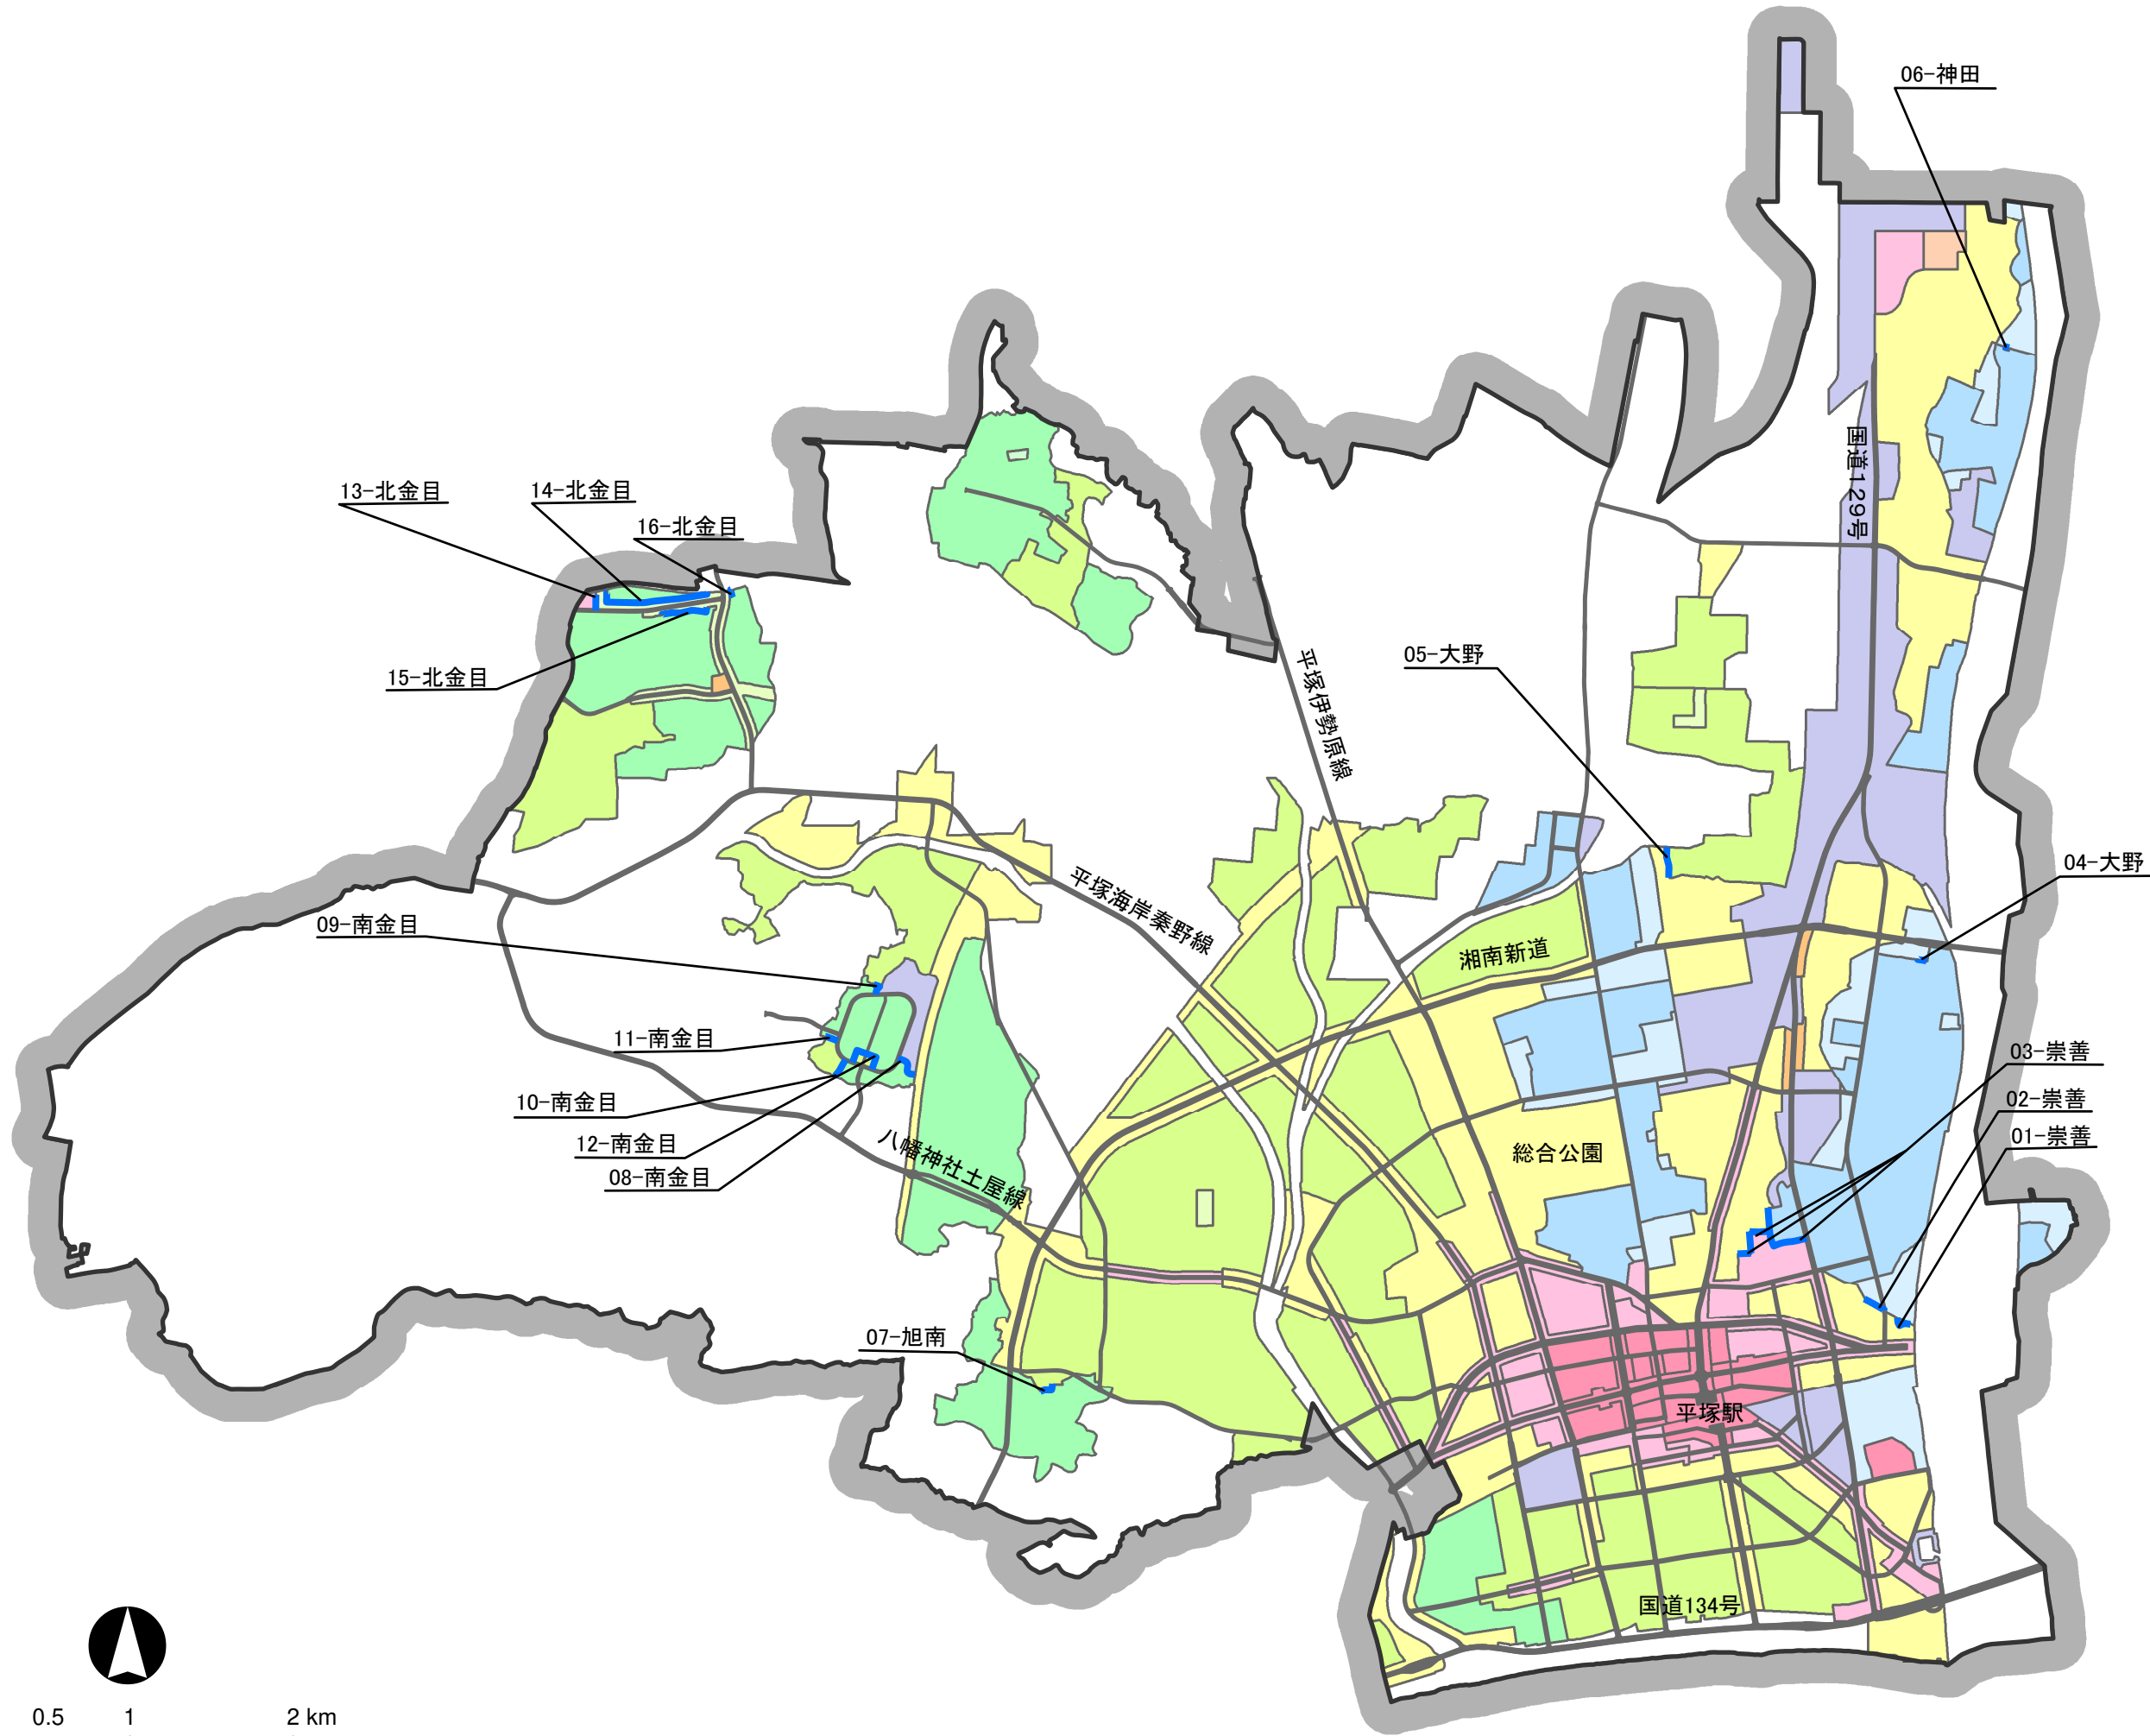 06-神田
国道129号
13-北金目
14-北金目
16-北金目
15-北金目
05-大野
平塚伊勢原線
04-大野
平塚海岸秦野線
09-南金目
湘南新道
11-南金目
03-崇善
10-南金目
02-崇善
12-南金目
01-崇善
08-南金目
八幡神社土屋線
総合公園
07-旭南
平塚駅
国道134号
0.5 1 2 km